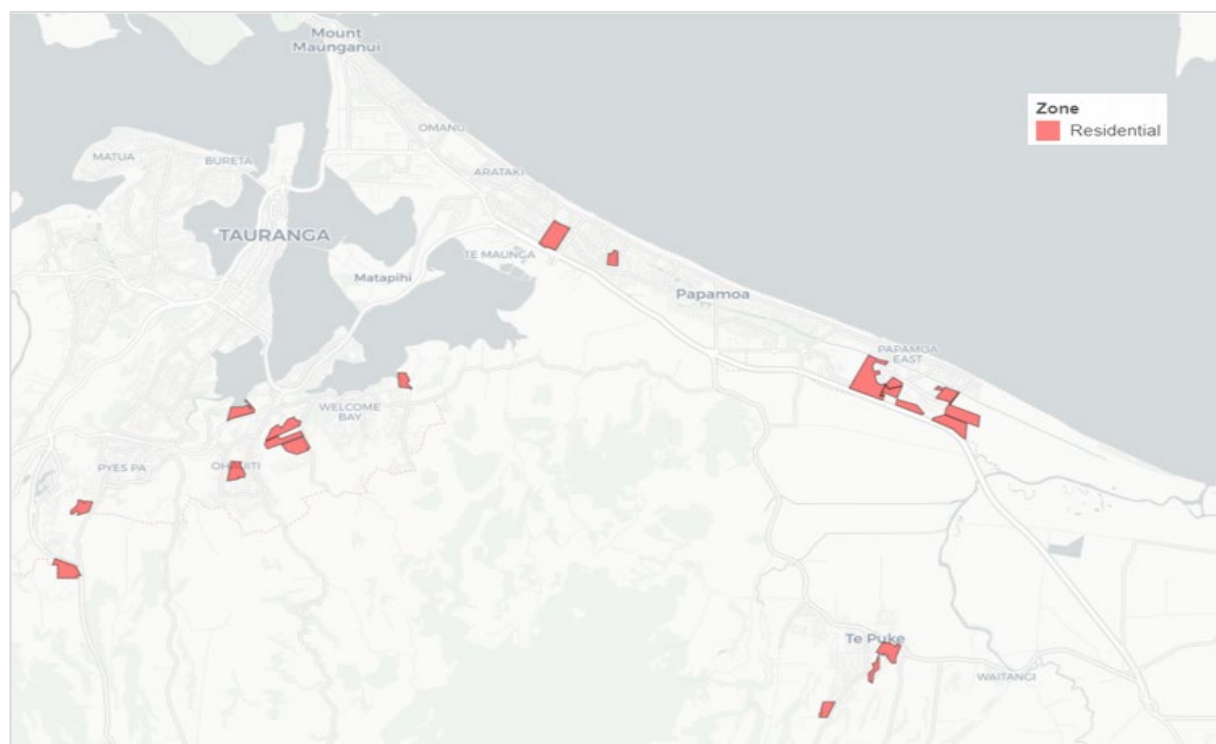 Mount
Maunganui
Zone
Residential
OMANU
MATUA
BURETA
ARATAKI
TAURANGA
TE MAUNGA
Matapihi
Papamoa
PAPAMOA
EAST
WELCOME
BAY
PYES PA
OHAUITI
Te Puke
WAITANGI